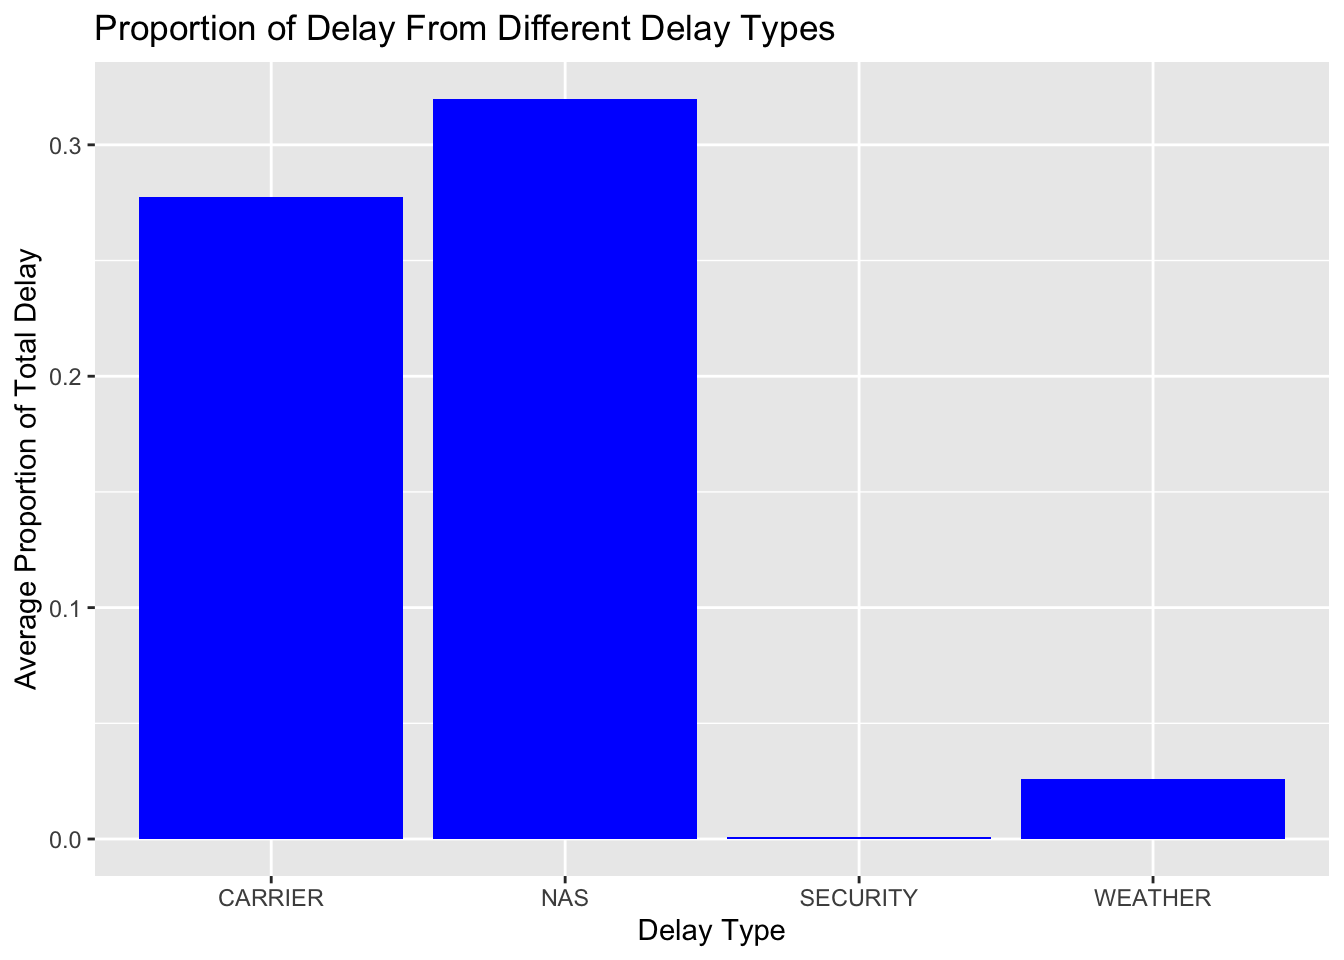 Proportion of Delay From Different Delay Types
Average Proportion of Total Delay
0.3
0.2
0.1
0.0
CARRIER NAS SECURITY WEATHER
Delay Type